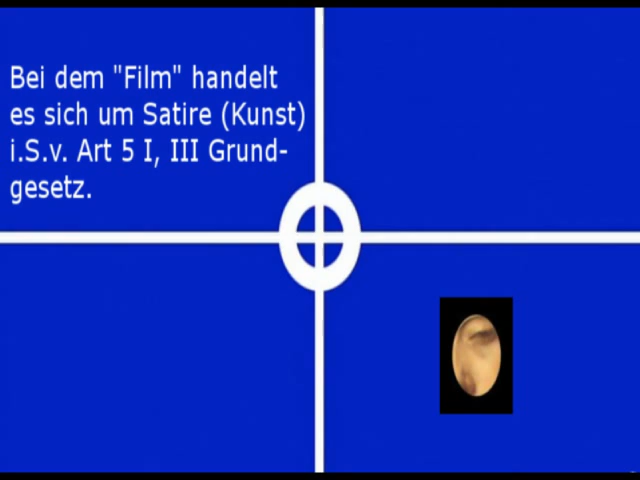 Bei dem "Film" handelt
es sich um Satire (Kunst)
i.S.v. Art 5 I, III Grund-
gesetz.